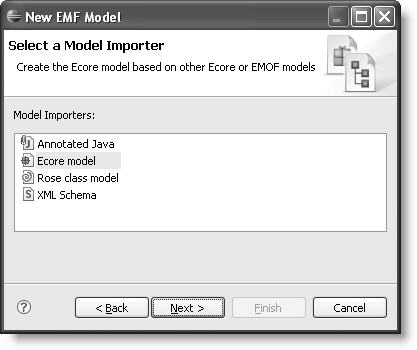 New EMF Model
Select a Model Importer
Create the Ecore model based on other Ecore or EMOF models
Model Importers:
Annotated Java
Ecore model
Rose class model
XML Schema
< Back
Next >
Finish
Cancel